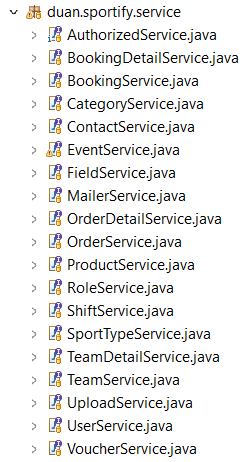 duan.sportify.service
AuthorizedService.java
BookingDetailService.java
BookingService.java
CategoryService.java
ContactService.java
EventService.java
FieldService.java
MailerService.java
OrderDetailService.java
OrderService.java
ProductService.java
RoleService.java
ShiftService.java
SportTypeService.java
TeamDetailService.java
TeamService.java
UploadService.java
UserService.java
VoucherService.java